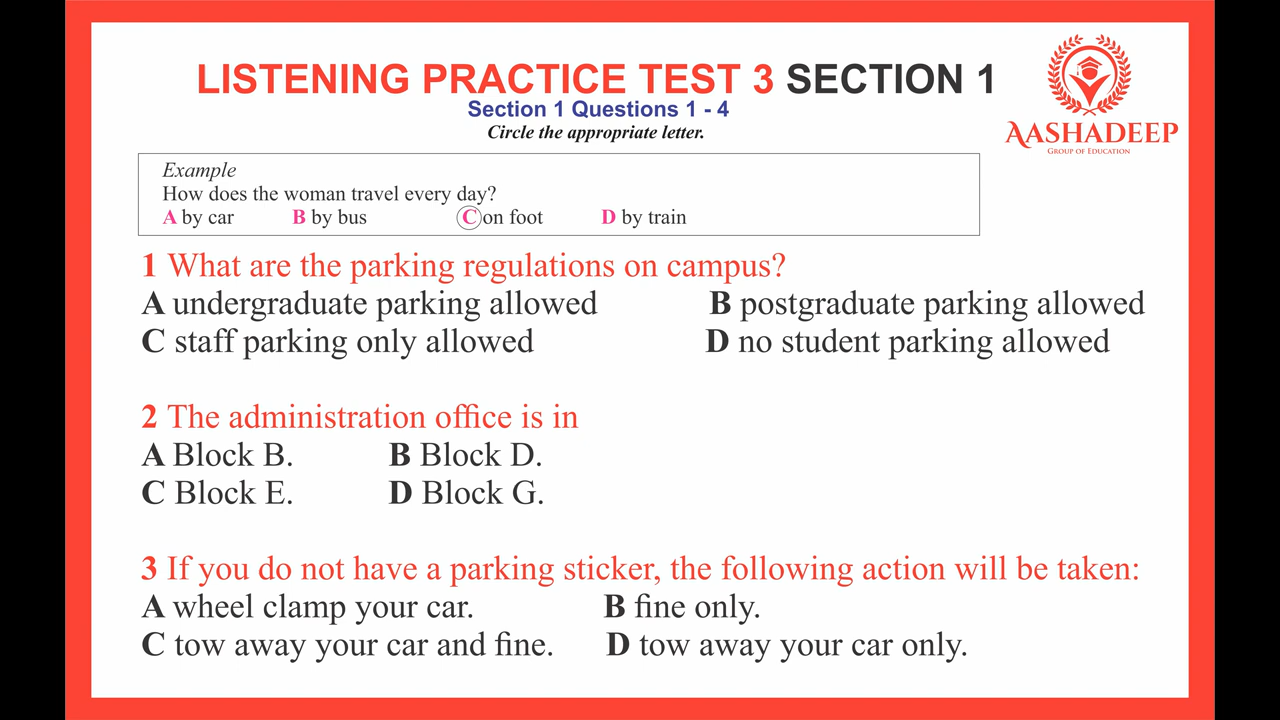 LISTENING PRACTICE TEST 3 SECTION 1
Section 1 Questions 1 - 4
Circle the appropriate letter.
AASHADEEP
GROUP OF EDUCATION
Example
How does the woman travel every day?
A by car B by bus C on foot D by train
1 What are the parking regulations on campus?
A undergraduate parking allowed B postgraduate parking allowed
C staff parking only allowed D no student parking allowed
2 The administration office is in
A Block B. B Block D.
C Block E. D Block G.
3 If you do not have a parking sticker, the following action will be taken:
A wheel clamp your car. B fine only.
C tow away your car and fine. D tow away your car only.